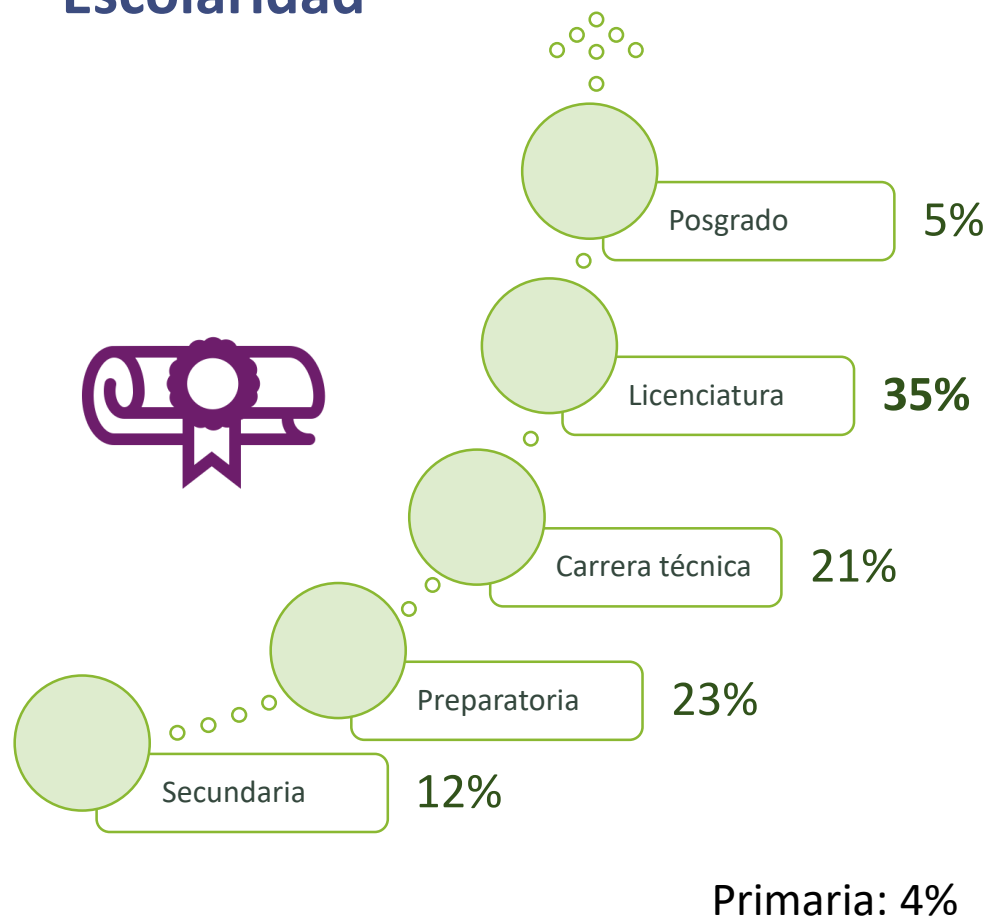 Escolaridad
Posgrado 5%
Licenciatura 35%
Carrera técnica 21%
Preparatoria 23%
Secundaria 12%
Primaria: 4%